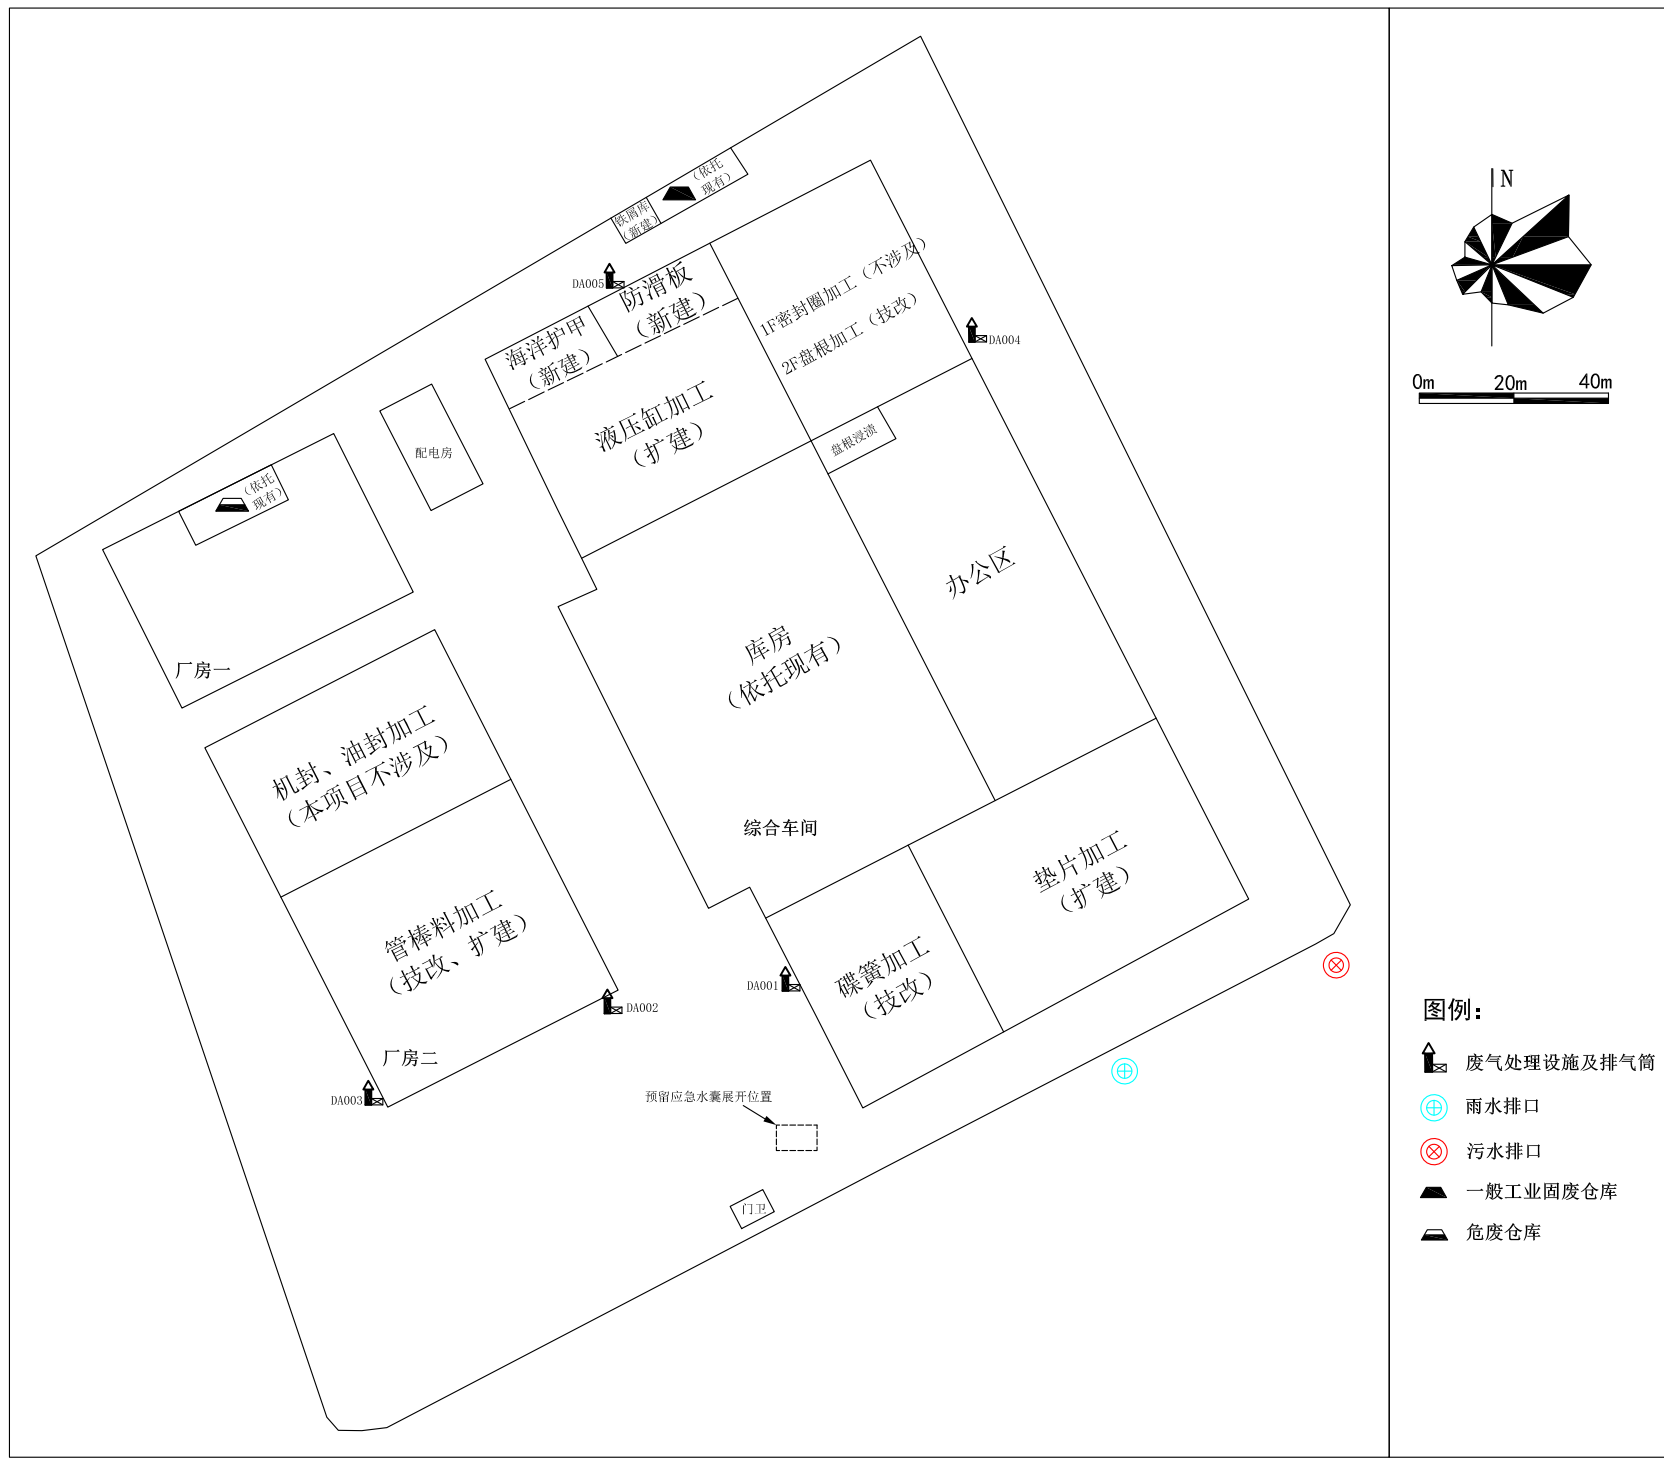 （依托
现有）
铁屑库
（新建）
DA005
防滑板
（新建）
海洋护甲
（新建）
1F密封圈加工（不涉及）
2F盘根加工（技改）
DA004
液压缸加工
（扩建）
盘根浸渍
配电房
（依托
现有）
厂房一
办公区
库房
（依托现有）
机封、油封加工
（本项目不涉及）
综合车间
垫片加工
（扩建）
管棒料加工
（技改、扩建）
碟簧加工
（技改）
DA001
DA002
厂房二
DA003
预留应急水囊展开位置
门卫
N
0m 20m 40m
图例：
废气处理设施及排气筒
雨水排口
污水排口
一般工业固废仓库
危废仓库